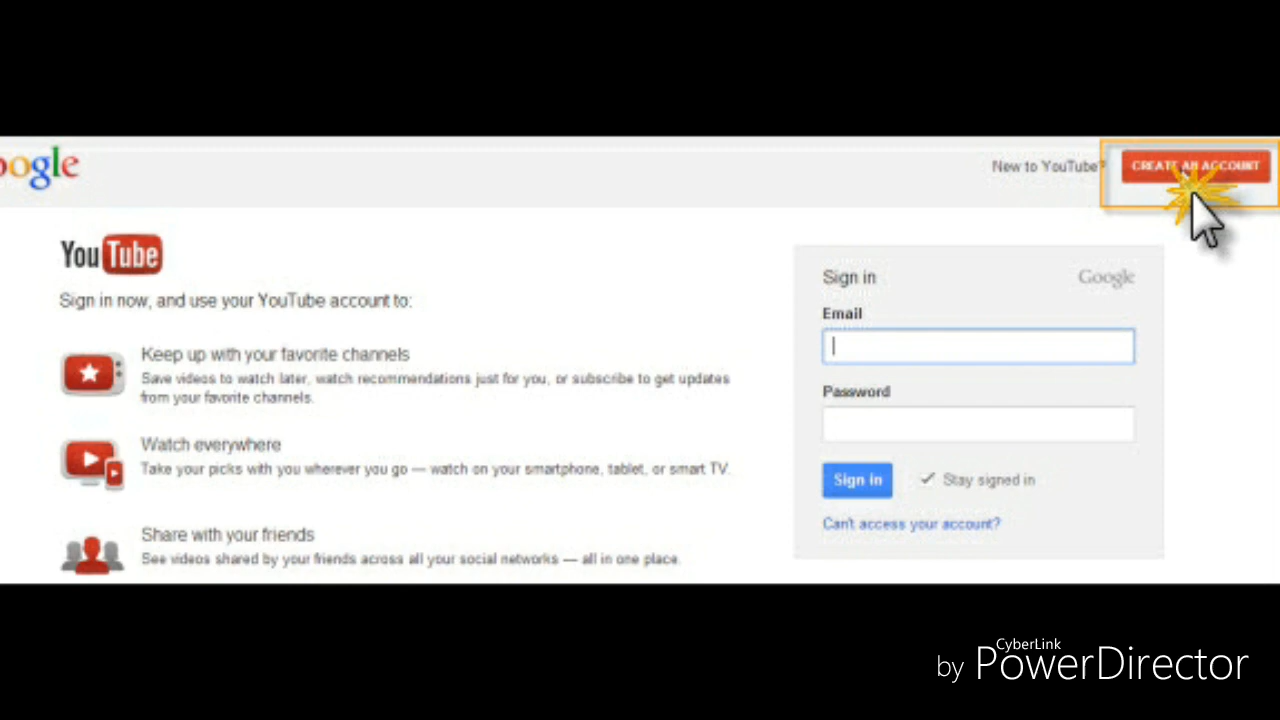 oogle
New to YouTube?
CREATE AN ACCOUNT
YouTube
Sign in now, and use your YouTube account to:
Keep up with your favorite channels
Save videos to watch later, watch recommendations just for you, or subscribe to get updates
from your favorite channels.
Watch everywhere
Take your picks with you wherever you go — watch on your smartphone, tablet, or smart TV.
Share with your friends
See videos shared by your friends across all your social networks — all in one place.
Sign in Google
Email
Password
Sign in Stay signed in
Can't access your account?
CyberLink
by PowerDirector